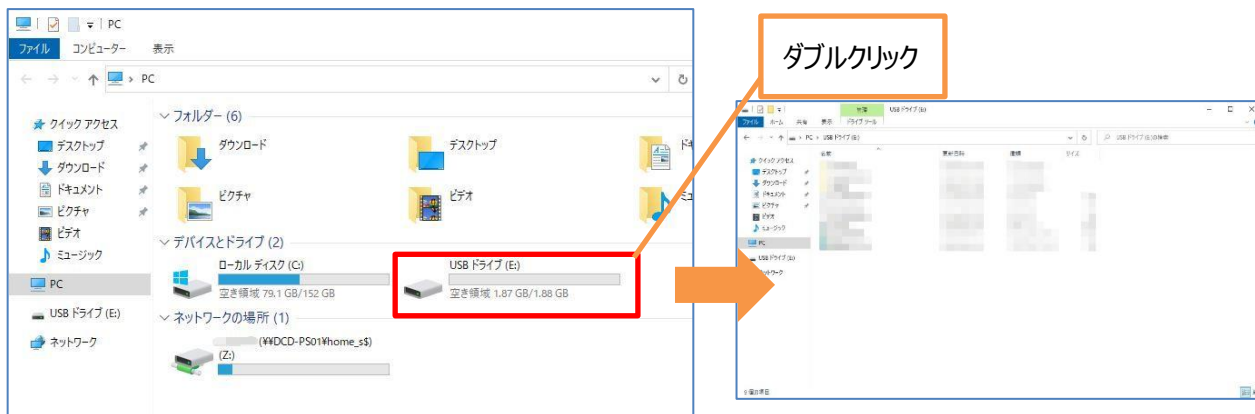 PC
ファイル コンピューター 表示
PC
クイック アクセス
デスクトップ
ダウンロード
ドキュメント
ピクチャ
ビデオ
ミュージック
PC
USB ドライブ (E:)
ネットワーク
フォルダー (6)
ダウンロード
デスクトップ
ピクチャ
ビデオ
デバイスとドライブ (2)
ローカル ディスク (C:)
空き領域 79.1 GB/152 GB
USB ドライブ (E:)
空き領域 1.87 GB/1.88 GB
ネットワークの場所 (1)
(¥¥DCD-PS01¥home_s$)
(Z:)
ダブルクリック
USB ドライブ (E:)
ファイル ホーム 共有 表示 ドライブ ツール
PC › USB ドライブ (E:)
USB ドライブ (E:)の検索
名前 更新日時 種類 サイズ
クイック アクセス
デスクトップ
ダウンロード
ドキュメント
ピクチャ
ビデオ
ミュージック
PC
USB ドライブ (E:)